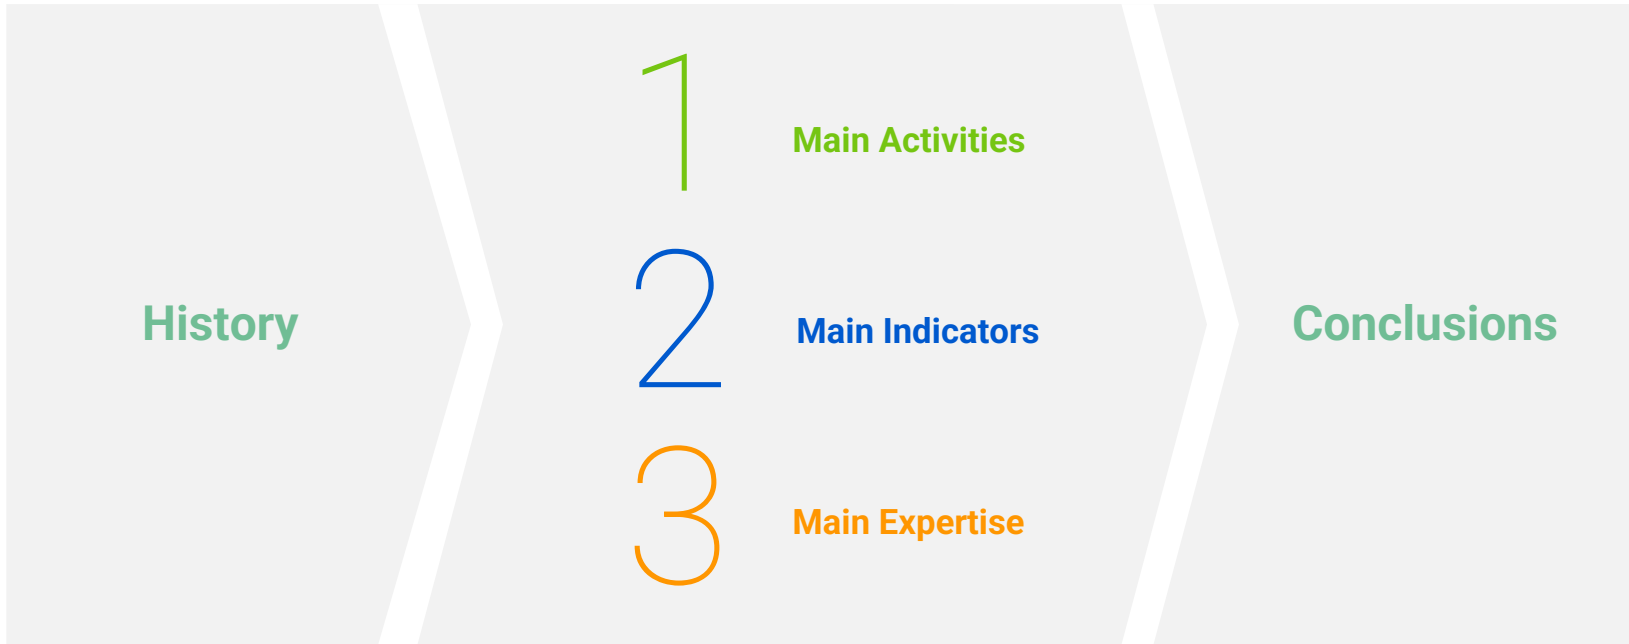 History
1
Main Activities
2
Main Indicators
3
Main Expertise
Conclusions